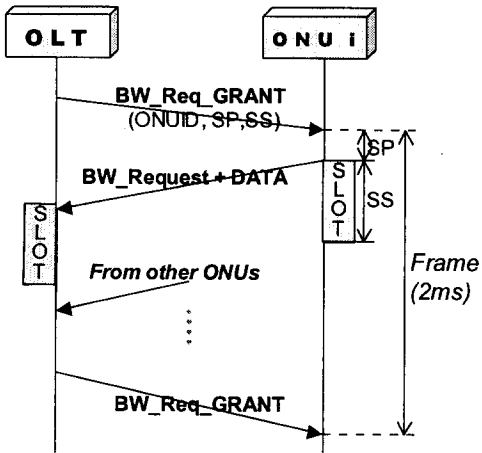 OLT
ONU i
BW_Req_GRANT
(ONUID, SP,SS)
SP
BW_Request + DATA
SLOT
SS
SLOT
From other ONUs
Frame
(2ms)
BW_Req_GRANT